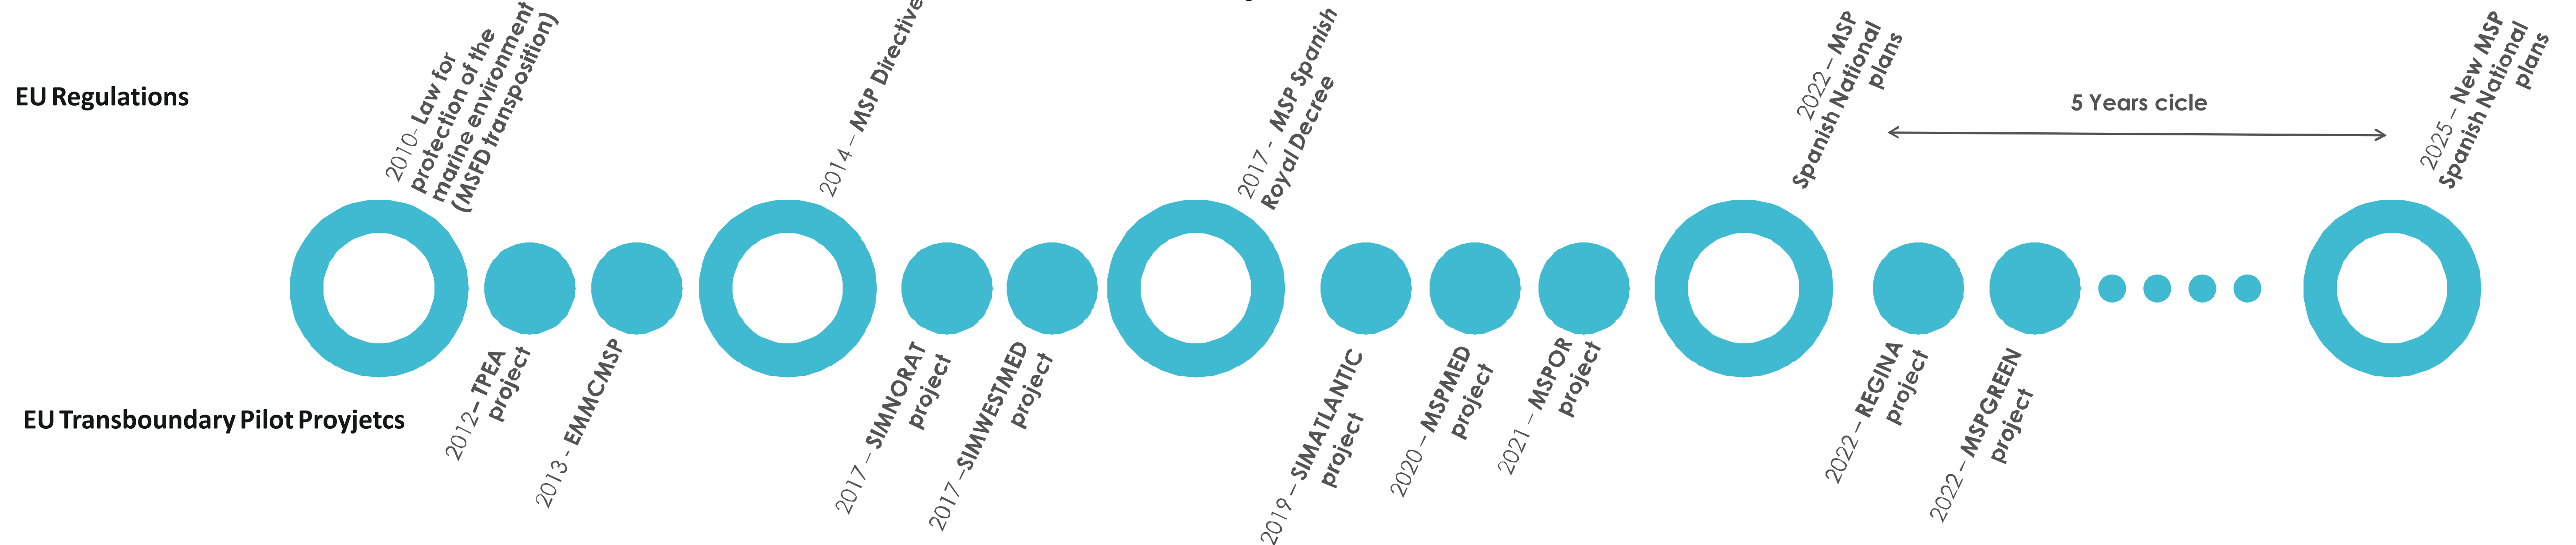 EU Regulations
2010- Law for
protection of the
marine environment
(MSFD transposition)
2014 – MSP Directive
2017 - MSP Spanish
Royal Decree
2022 – MSP
Spanish National
plans
5 Years cicle
2025 – New MSP
Spanish National
plans
EU Transboundary Pilot Proyjetcs
2012– TPEA
project
2013 - EMMCMSP
2017 – SIMNORAT
project
2017 –SIMWESTMED
project
2019 – SIMATLANTIC
project
2020 – MSPMED
project
2021 – MSPOR
project
2022 – REGINA
project
2022 – MSPGREEN
project